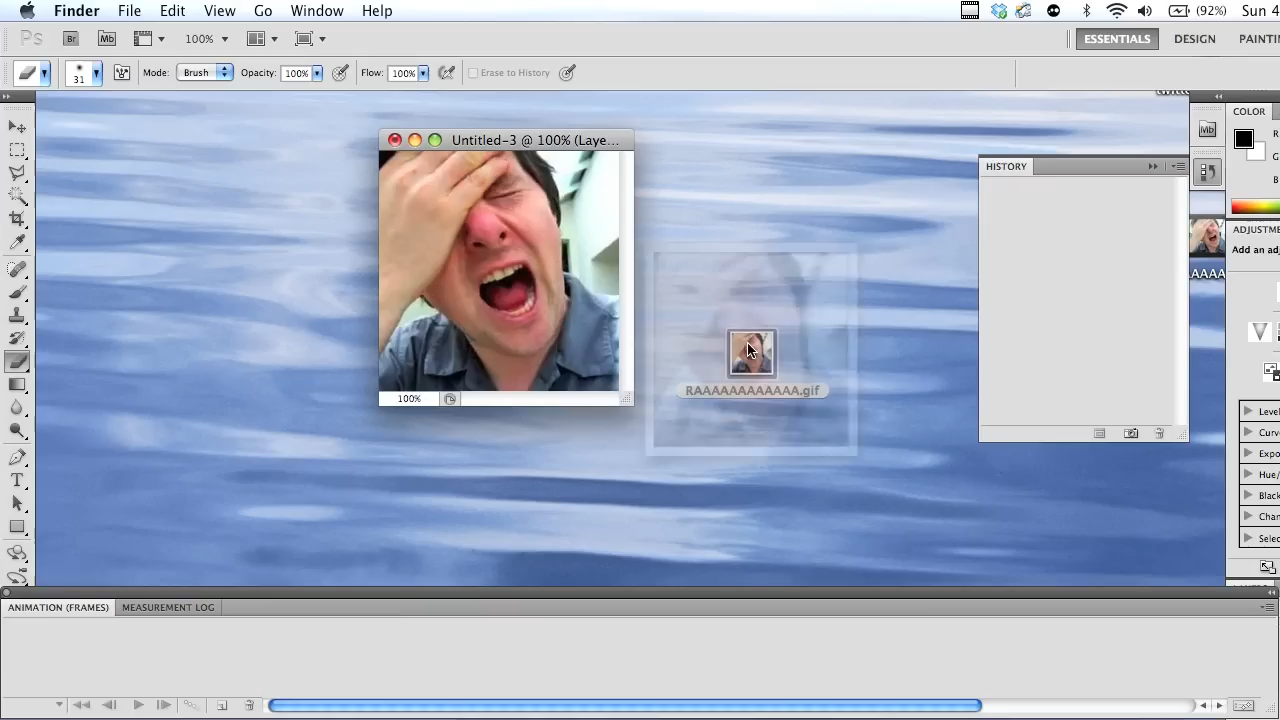 Finder File Edit View Go Window Help (92%) Sun 4
Ps Br Mb 100% ESSENTIALS DESIGN PAINTIN
31 Mode: Brush Opacity: 100% Flow: 100% Erase to History
Untitled-3 @ 100% (Laye...
100%
RAAAAAAAAAAAA.gif
HISTORY
Mb
COLOR
G
B
ADJUSTME
Add an adj
AAAA
Level
Curv
Expo
Hue/
Black
Chan
Selec
T
ANIMATION (FRAMES) MEASUREMENT LOG